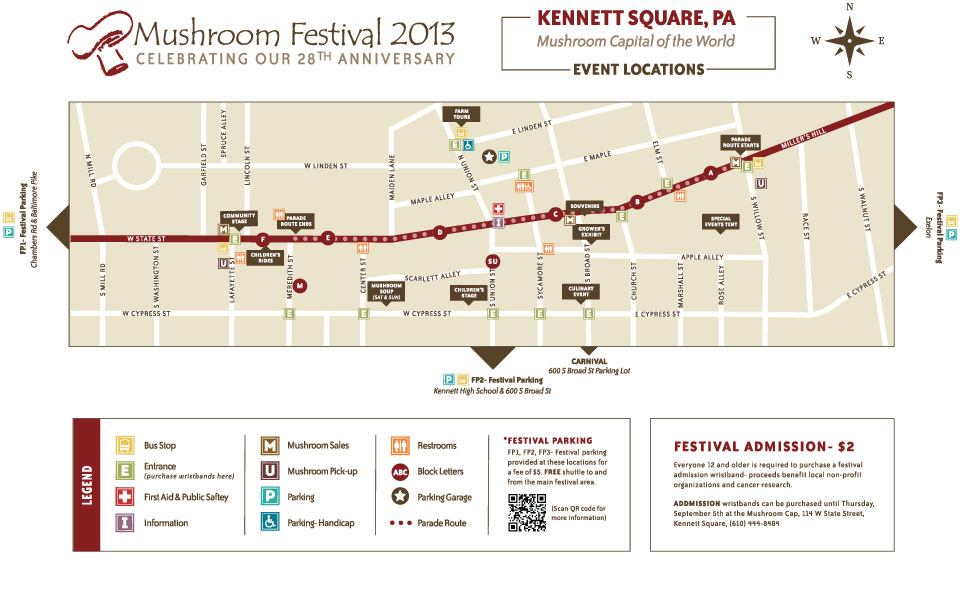 Mushroom Festival 2013
CELEBRATING OUR 28TH ANNIVERSARY
KENNETT SQUARE, PA
Mushroom Capital of the World
EVENT LOCATIONS
N
W E
S
FARM
TOURS
E LINDEN ST
E MAPLE
ELM ST
PARADE
ROUTE STARTS
MILLER'S HILL
N MILL RD
GARFIELD ST
SPRUCE ALLEY
LINCOLN ST
W LINDEN ST
MAIDEN LANE
N UNION ST
MAPLE ALLEY
P
E
E
E
E
M
A
B
C
D
E
F
U
I
SOUVENIRS
M
GROWER'S
EXHIBIT
E
SPECIAL
EVENTS TENT
S WILLOW ST
RACE ST
S WALNUT ST
COMMUNITY
STAGE
M
E
PARADE
ROUTE ENDS
W STATE ST
CHILDREN'S
RIDES
U
M
SU
S MILL RD
S WASHINGTON ST
LAFAYETTE S
MEREDITH ST
CENTER ST
SCARLETT ALLEY
MUSHROOM
SOUP
(SAT & SUN)
CHILDREN'S
STAGE
S UNION ST
SYCAMORE ST
S BROAD ST
CULINARY
EVENT
CHURCH ST
MARSHALL ST
ROSE ALLEY
APPLE ALLEY
E CYPRESS ST
W CYPRESS ST
E
E
W CYPRESS ST
E
E
E
E CYPRESS ST
FP1- Festival Parking
Chambers Rd & Baltimore Pike
P
FP3- Festival Parking
Exelon
P
P FP2- Festival Parking
Kennett High School & 600 S Broad St
CARNIVAL
600 S Broad St Parking Lot
LEGEND
Bus Stop
E Entrance
(purchase wristbands here)
First Aid & Public Saftey
I Information
M Mushroom Sales
U Mushroom Pick-up
P Parking
Parking- Handicap
Restrooms
ABC Block Letters
Parking Garage
Parade Route
*FESTIVAL PARKING
FP1, FP2, FP3- Festival parking
provided at these locations for
a fee of $5. FREE shuttle to and
from the main festival area.
(Scan QR code for
more information)
FESTIVAL ADMISSION- $2
Everyone 12 and older is required to purchase a festival
admission wristband- proceeds benefit local non-profit
organizations and cancer research.
ADDMISSION wristbands can be purchased until Thursday,
September 5th at the Mushroom Cap, 114 W State Street,
Kennett Square, (610) 444-8484